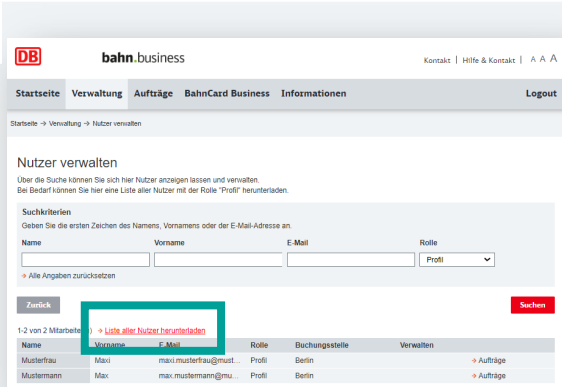 DB bahn.business Kontakt | Hilfe & Kontakt | A A A
Startseite Verwaltung Aufträge BahnCard Business Informationen Logout
Startseite → Verwaltung → Nutzer verwalten
Nutzer verwalten
Über die Suche können Sie sich hier Nutzer anzeigen lassen und verwalten.
Bei Bedarf können Sie hier eine Liste aller Nutzer mit der Rolle "Profil" herunterladen.
Suchkriterien
Geben Sie die ersten Zeichen des Namens, Vornamens oder der E-Mail-Adresse an.
Name Vorname E-Mail Rolle
Profil
→ Alle Angaben zurücksetzen
Zurück Suchen
1-2 von 2 Mitarbeite ) → Liste aller Nutzer herunterladen
Name Vorname E-Mail Rolle Buchungsstelle Verwalten
Musterfrau Maxi maxi.musterfrau@must... Profil Berlin → Aufträge
Mustermann Max max.mustermann@mu... Profil Berlin → Aufträge